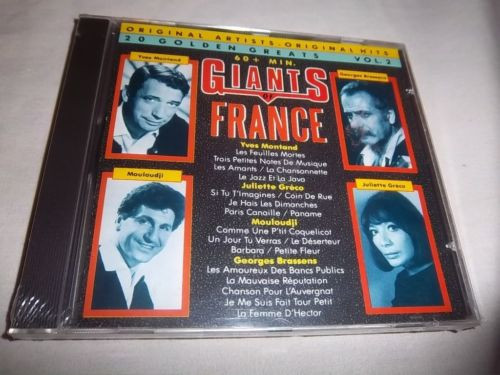 ORIGINAL ARTISTS. ORIGINAL HITS
20 GOLDEN GREATS VOL. 2
60+ MIN.
GIANTS
of
FRANCE
Yves Montand
Georges Brassens
Mouloudji
Juliette Gréco
Yves Montand
Les Feuilles Mortes
Trois Petites Notes De Musique
Les Amants / La Chansonnette
Le Jazz Et La Java
Juliette Gréco
Si Tu T'Imagines / Coin De Rue
Je Hais Les Dimanches
Paris Canaille / Paname
Mouloudji
Comme Une P'tit Coquelicot
Un Jour Tu Verras / Le Déserteur
Barbara / Petite Fleur
Georges Brassens
Les Amoureux Des Bancs Publics
La Mauvaise Réputation
Chanson Pour L'Auvergnat
Je Me Suis Fait Tout Petit
La Femme D'Hector